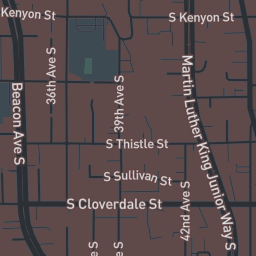 Kenyon St
S Kenyon St
36th Ave S
39th Ave S
Beacon Ave S
Martin Luther King Junior Way S
S Thistle St
S Sullivan St
42nd Ave S
S Cloverdale St
e S
e S